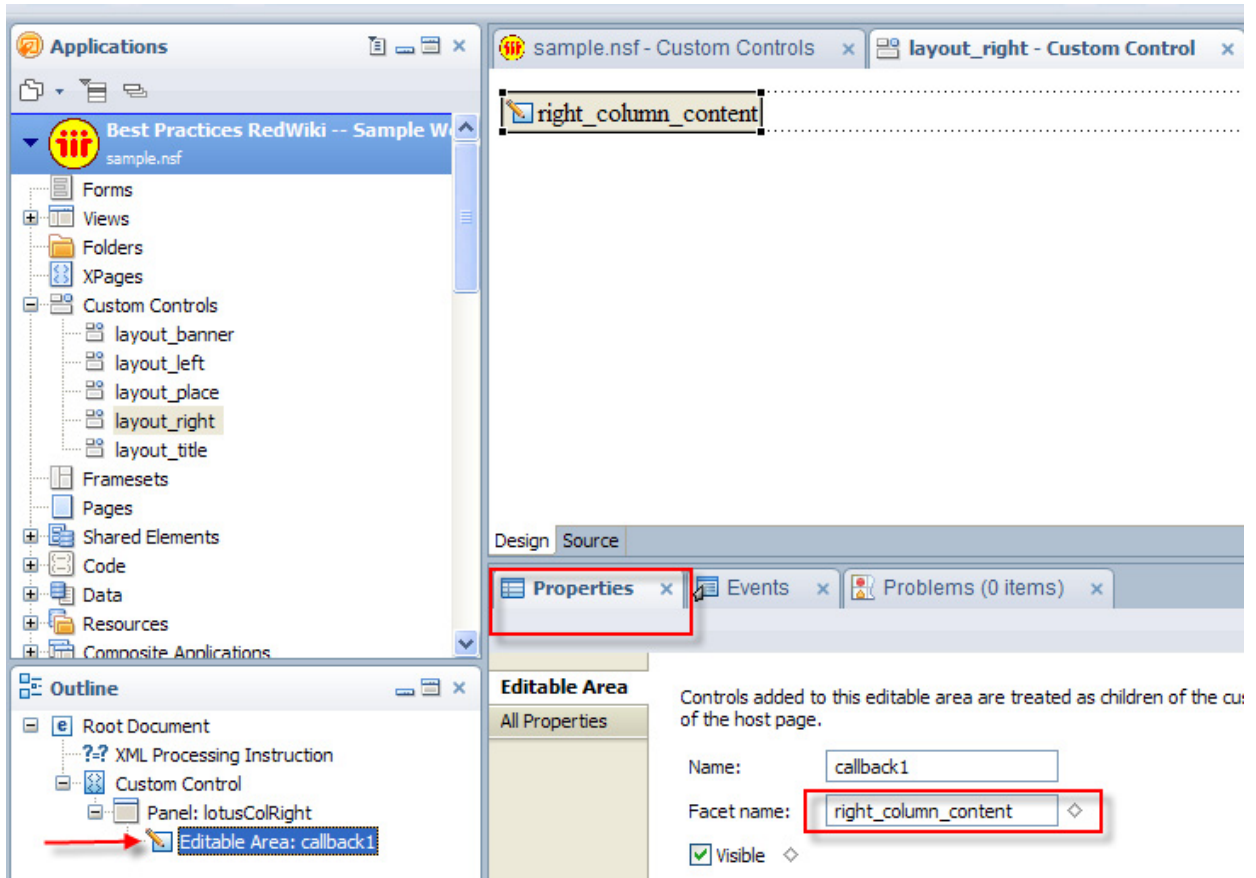 Applications
Best Practices RedWiki -- Sample
sample.nsf
Forms
Views
Folders
XPages
Custom Controls
layout_banner
layout_left
layout_place
layout_right
layout_title
Framesets
Pages
Shared Elements
Code
Data
Resources
Composite Applications
Outline
Root Document
?=? XML Processing Instruction
Custom Control
Panel: lotusColRight
Editable Area: callback1
sample.nsf - Custom Controls
layout_right - Custom Control
right_column_content
Design Source
Properties
Events
Problems (0 items)
Editable Area
All Properties
Controls added to this editable area are treated as children of the
of the host page.
Name: callback1
Facet name: right_column_content
Visible